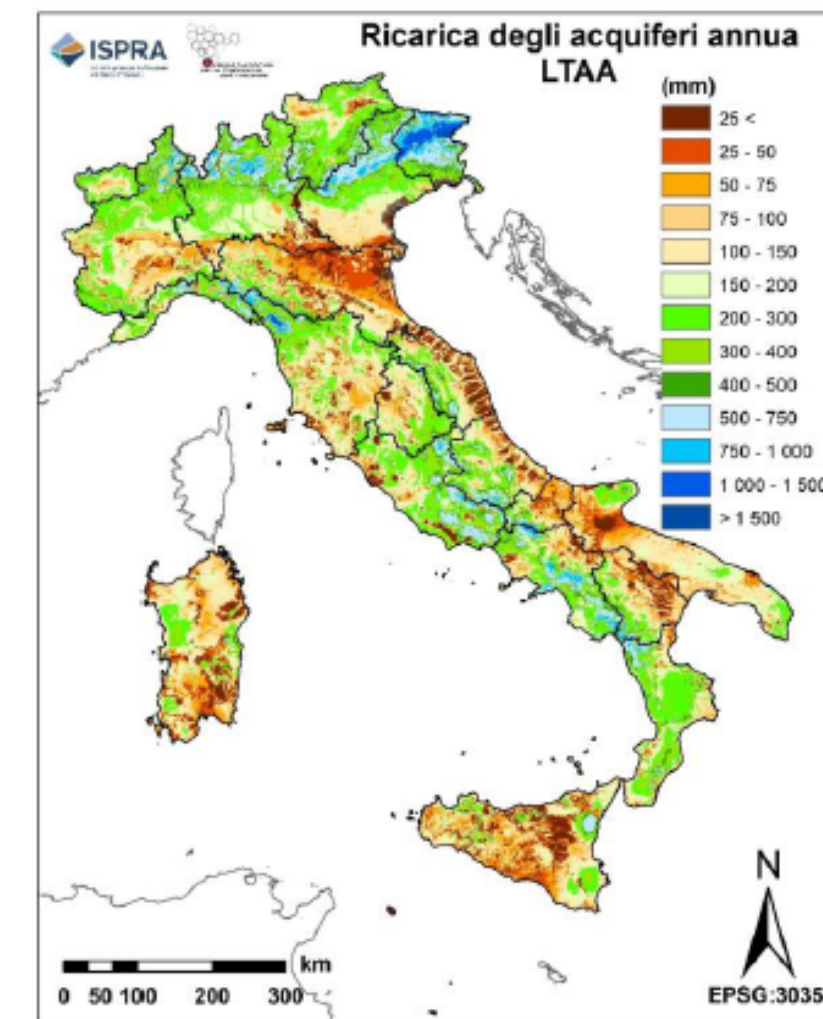 ISPRA
Ricarica degli acquiferi annua
LTAA
(mm)
25 <
25 - 50
50 - 75
75 - 100
100 - 150
150 - 200
200 - 300
300 - 400
400 - 500
500 - 750
750 - 1 000
1 000 - 1 500
> 1 500
N
km
0 50 100 200 300
EPSG:3035